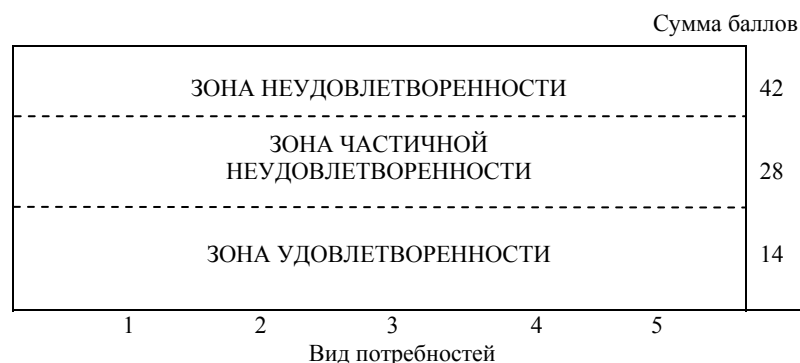 Сумма баллов
ЗОНА НЕУДОВЛЕТВОРЕННОСТИ 42
ЗОНА ЧАСТИЧНОЙ
НЕУДОВЛЕТВОРЕННОСТИ 28
ЗОНА УДОВЛЕТВОРЕННОСТИ 14
1 2 3 4 5
Вид потребностей